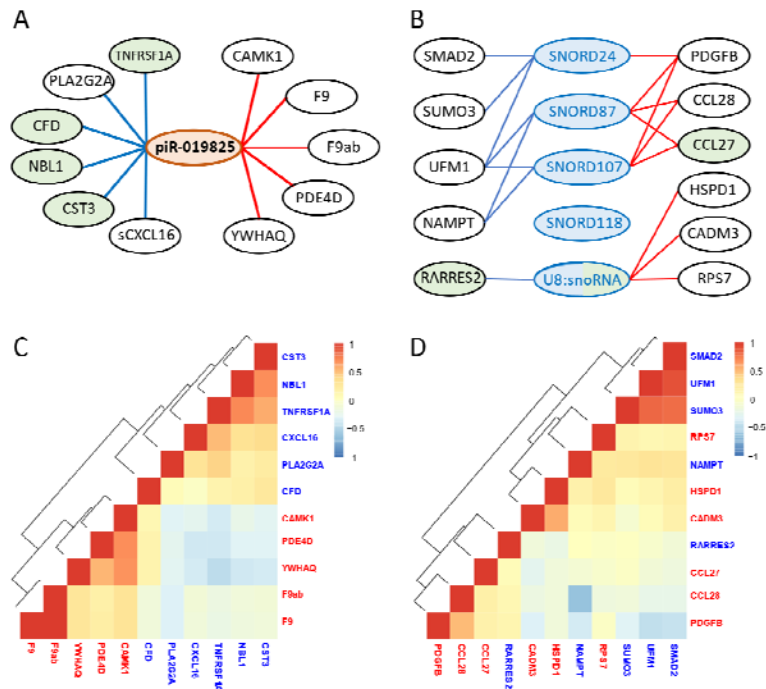 A
TNFRSF1A
PLA2G2A
CFD
NBL1
CST3
sCXCL16
piR-019825
CAMK1
F9
F9ab
PDE4D
YWHAQ
B
SMAD2
SUMO3
UFM1
NAMPT
RARRES2
SNORD24
SNORD87
SNORD107
SNORD118
U8:snoRNA
PDGFB
CCL28
CCL27
HSPD1
CADM3
RPS7
C
1
0.5
0
−0.5
1
CST3
NBL1
TNFRSF1A
CXCL16
PLA2G2A
CFD
CAMK1
PDE4D
YWHAQ
F9ab
F9
F9
F9ab
YWHAQ
PDE4D
CAMK1
CFD
PLA2G2A
CXCL16
TNFRSF1A
NBL1
CST3
D
1
0.5
0
−0.5
1
SMAD2
UFM1
SUMO3
RPS7
NAMPT
HSPD1
CADM3
RARRES2
CCL27
CCL28
PDGFB
PDGFB
CCL28
CCL27
RARRES2
CADM3
HSPD1
NAMPT
RPS7
SUMO3
UFM1
SMAD2